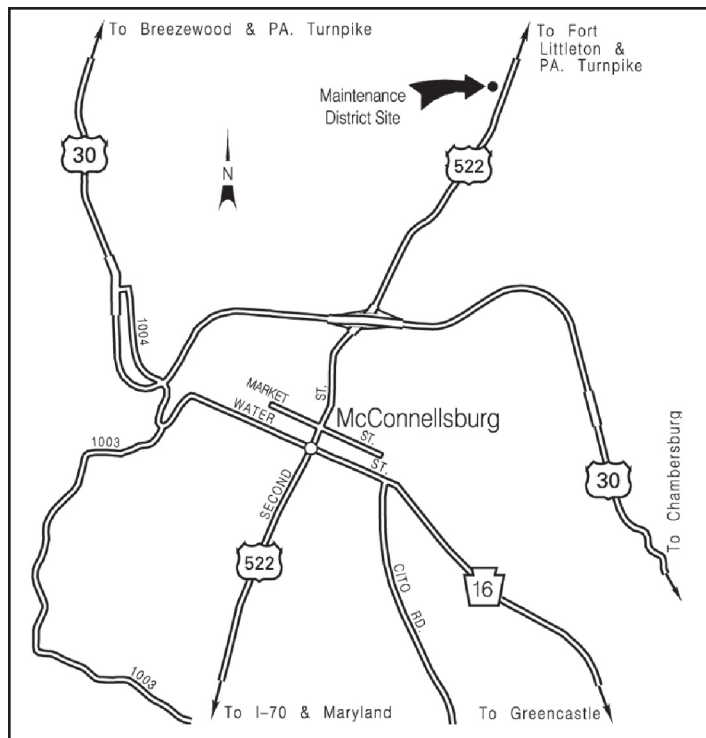 To Breezewood & PA. Turnpike
To Fort
Littleton &
PA. Turnpike
Maintenance
District Site
30
522
N
1004
MARKET
ST.
WATER
ST.
McConnellsburg
ST.
1003
SECOND
ST.
30
To Chambersburg
522
CITO RD.
16
1003
To I-70 & Maryland
To Greencastle